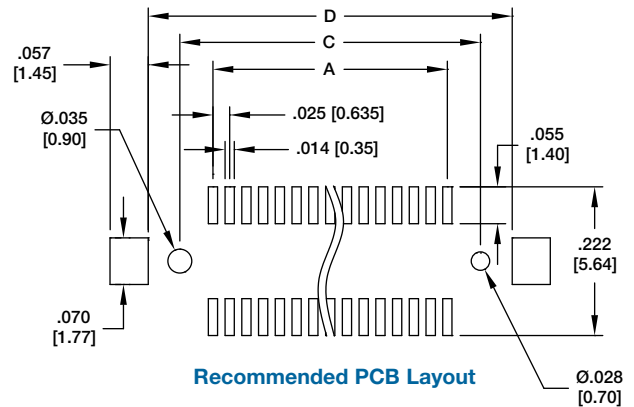 D
.057
[1.45]
C
A
Ø.035
[0.90]
.025 [0.635]
.014 [0.35]
.055
[1.40]
.222
[5.64]
.070
[1.77]
Recommended PCB Layout
Ø.028
[0.70]